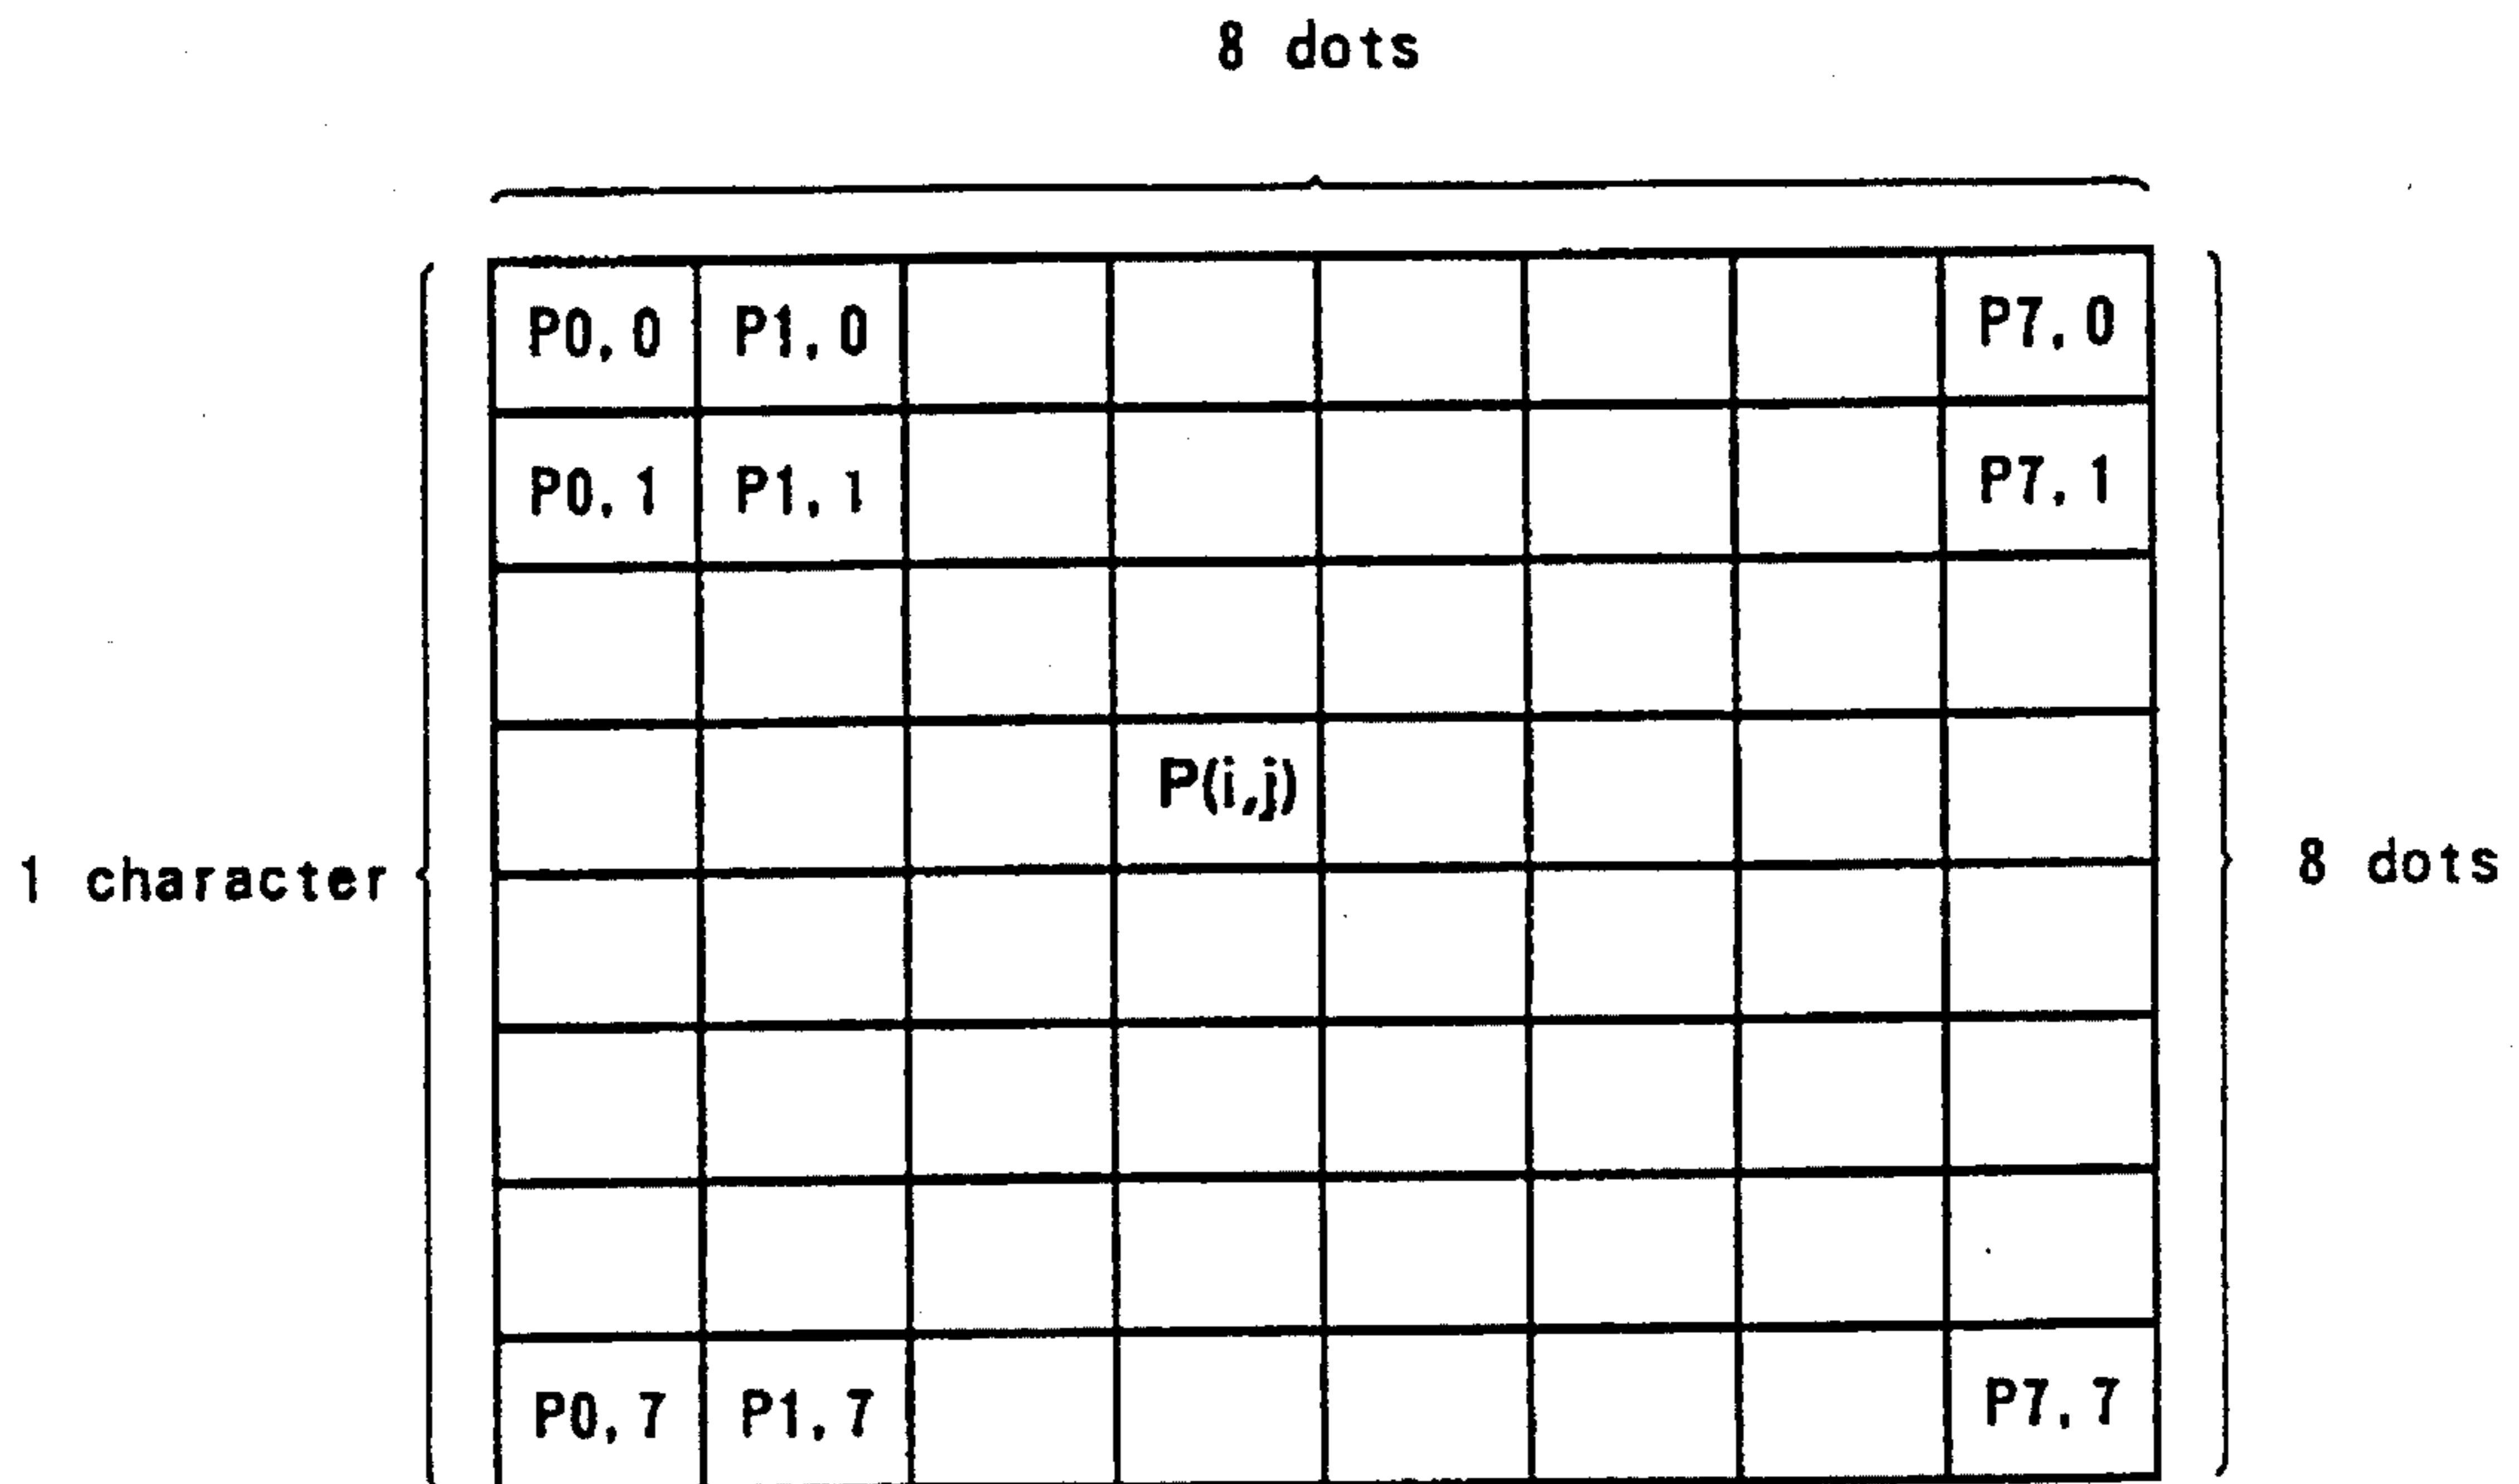 8 dots
P0,0 P1,0 P7,0
P0,1 P1,1 P7,1
P(i,j)
1 character 8 dots
P0,7 P1,7 P7,7